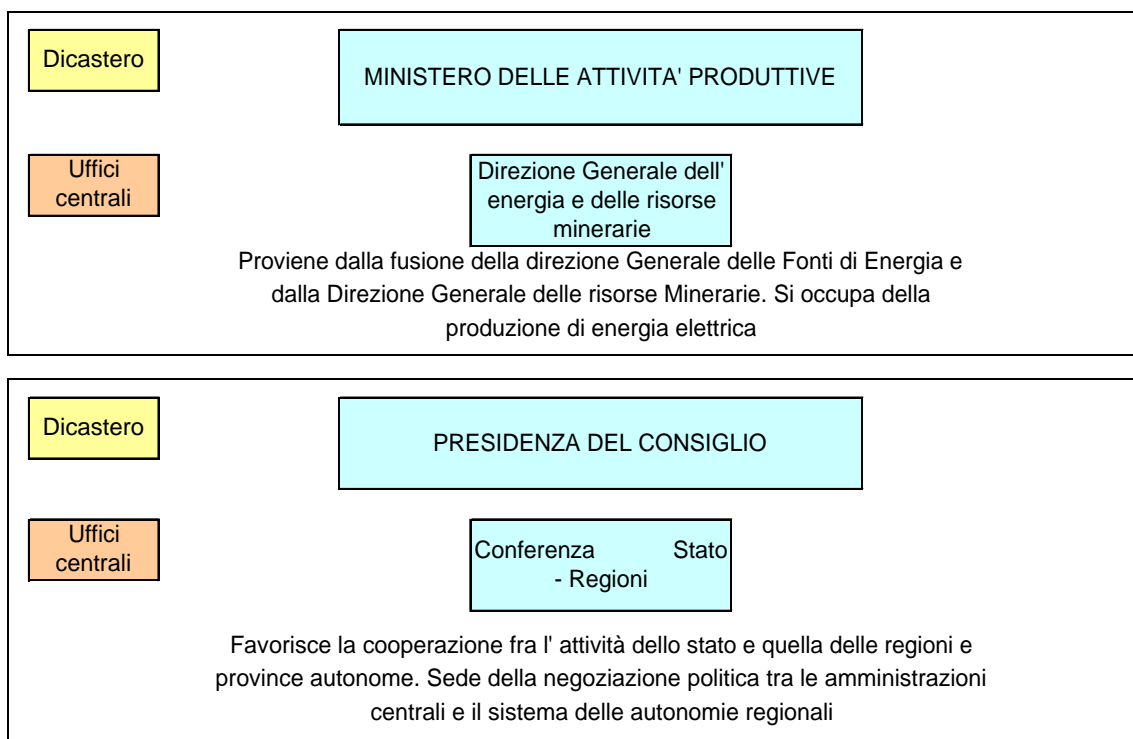 Dicastero
MINISTERO DELLE ATTIVITA' PRODUTTIVE
Uffici
centrali
Direzione Generale dell'
energia e delle risorse
minerarie
Proviene dalla fusione della direzione Generale delle Fonti di Energia e
dalla Direzione Generale delle risorse Minerarie. Si occupa della
produzione di energia elettrica
Dicastero
PRESIDENZA DEL CONSIGLIO
Uffici
centrali
Conferenza Stato
- Regioni
Favorisce la cooperazione fra l' attività dello stato e quella delle regioni e
province autonome. Sede della negoziazione politica tra le amministrazioni
centrali e il sistema delle autonomie regionali